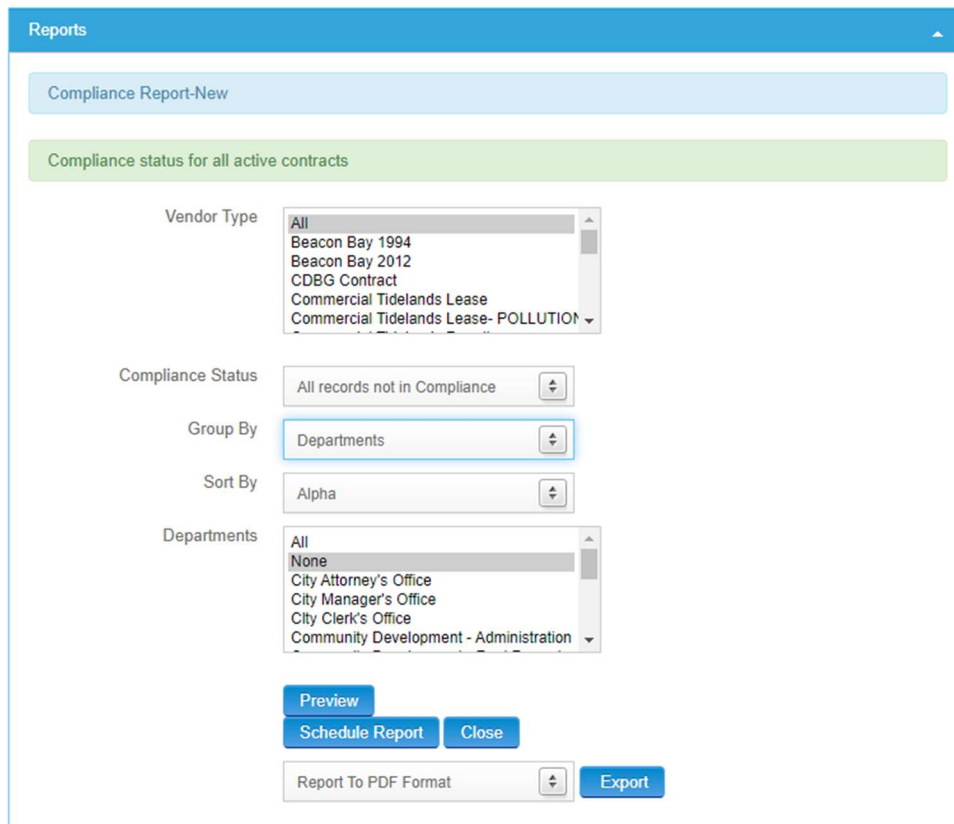 Reports
Compliance Report-New
Compliance status for all active contracts
Vendor Type
All
Beacon Bay 1994
Beacon Bay 2012
CDBG Contract
Commercial Tidelands Lease
Commercial Tidelands Lease- POLLUTION
Compliance Status
All records not in Compliance
Group By
Departments
Sort By
Alpha
Departments
All
None
City Attorney's Office
City Manager's Office
CIty Clerk's Office
Community Development - Administration
Preview
Schedule Report Close
Report To PDF Format Export